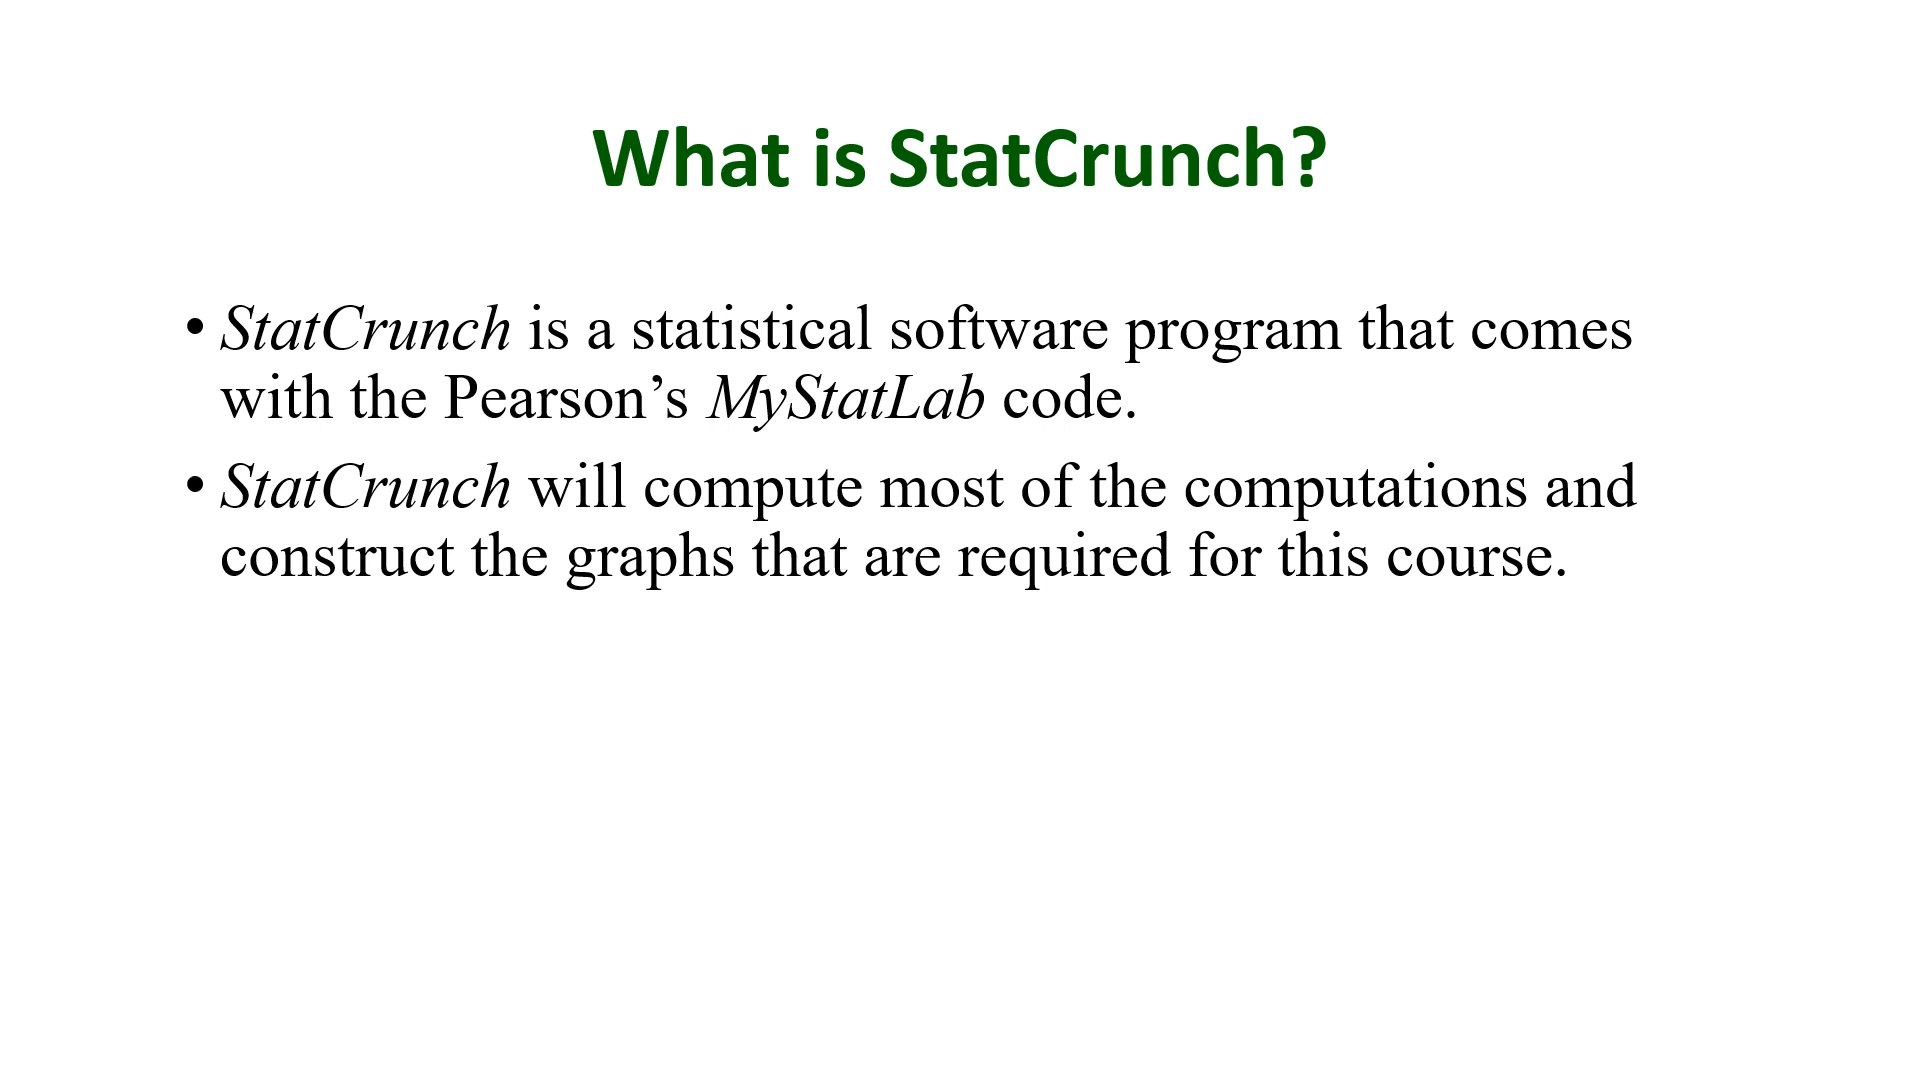 What is StatCrunch?
• StatCrunch is a statistical software program that comes
with the Pearson’s MyStatLab code.
• StatCrunch will compute most of the computations and
construct the graphs that are required for this course.